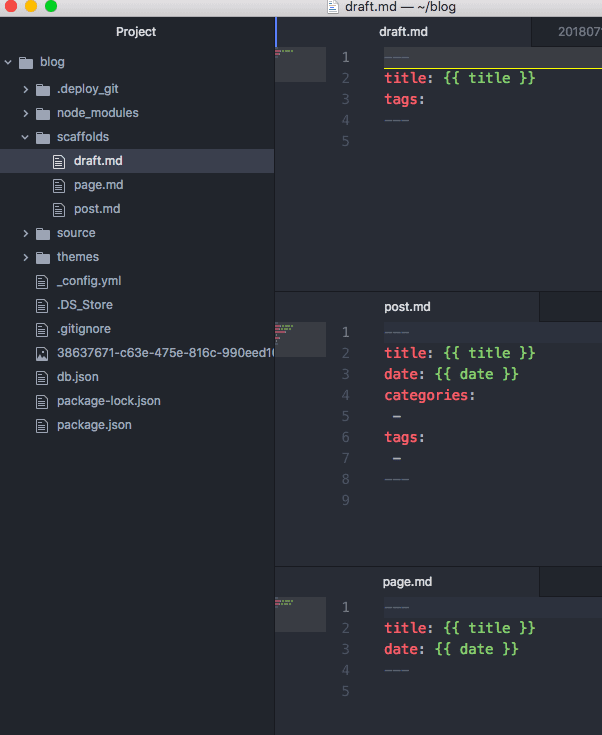 draft.md — ~/blog
Project
blog
.deploy_git
node_modules
scaffolds
draft.md
page.md
post.md
source
themes
_config.yml
.DS_Store
.gitignore
38637671-c63e-475e-816c-990eed1
db.json
package-lock.json
package.json
draft.md
201807
1 ---
2 title: {{ title }}
3 tags:
4 ---
5
post.md
1 ---
2 title: {{ title }}
3 date: {{ date }}
4 categories:
5 -
6 tags:
7 -
8 ---
9
page.md
1 ---
2 title: {{ title }}
3 date: {{ date }}
4 ---
5